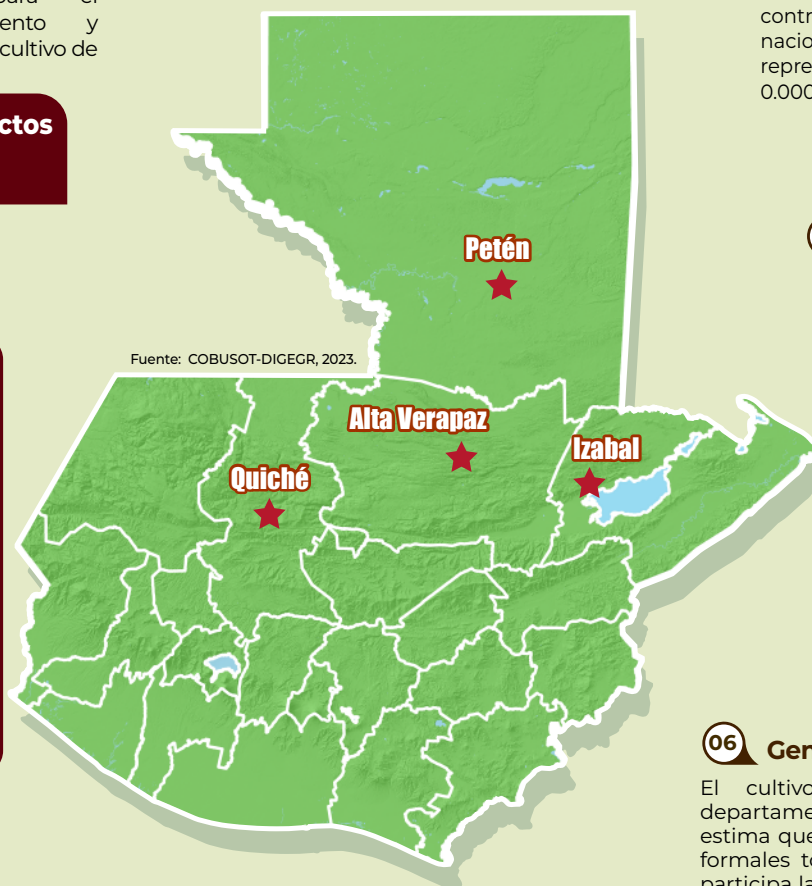 ento y
cultivo de
ctos
contr
nacio
repre
0.000
Petén
Fuente: COBUSOT-DIGEGR, 2023.
Alta Verapaz
Izabal
Quiché
06 Gen
El cultivo
departame
estima que
formales te